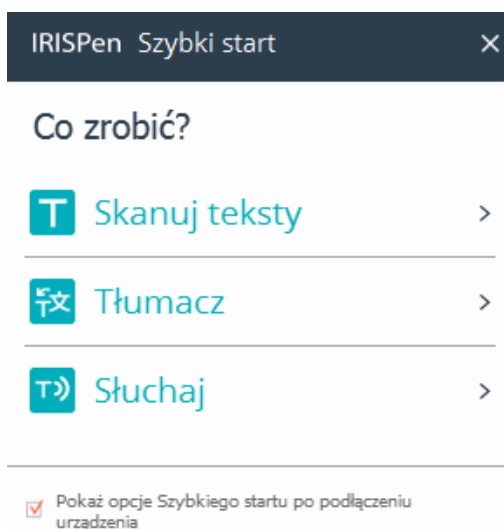 IRISPen Szybki start
Co zrobić?
Skanuj teksty
Tłumacz
Słuchaj
Pokaż opcje Szybkiego startu po podłączeniu
urządzenia